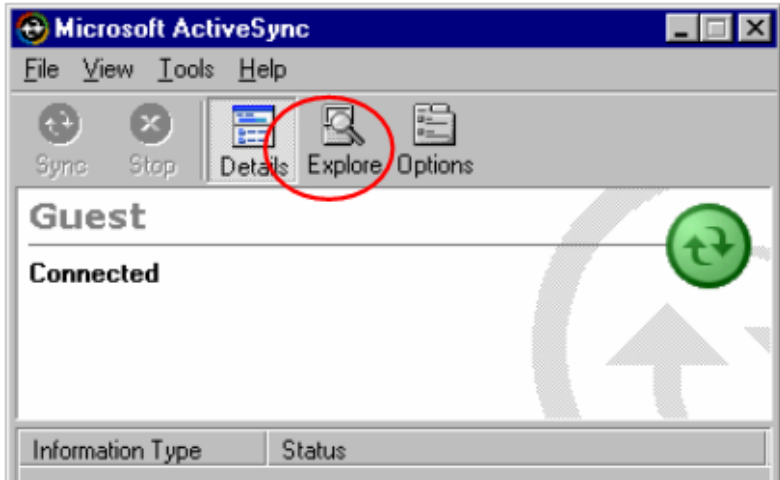 Microsoft ActiveSync
File View Tools Help
Sync Stop Details Explore Options
Guest
Connected
Information Type Status